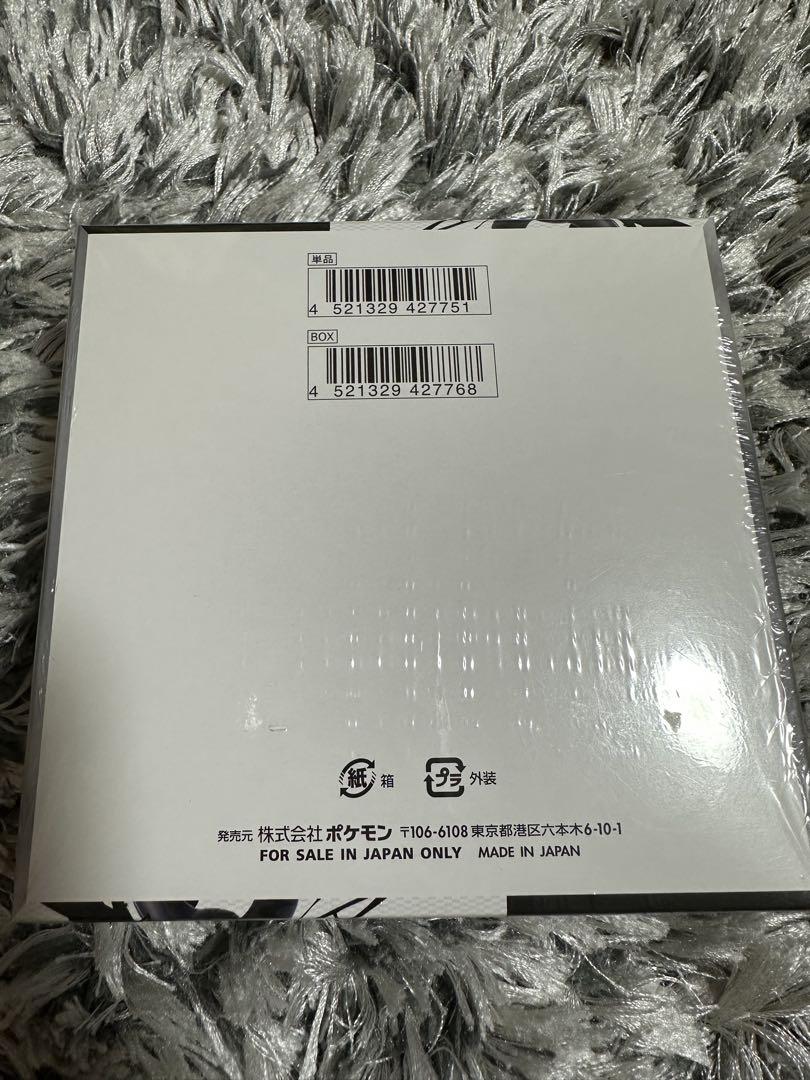 単品
4 521329 427751
BOX
4 521329 427768
紙 箱 プラ 外装
発売元 株式会社 ポケモン 〒106-6108 東京都港区六本木6-10-1
FOR SALE IN JAPAN ONLY MADE IN JAPAN